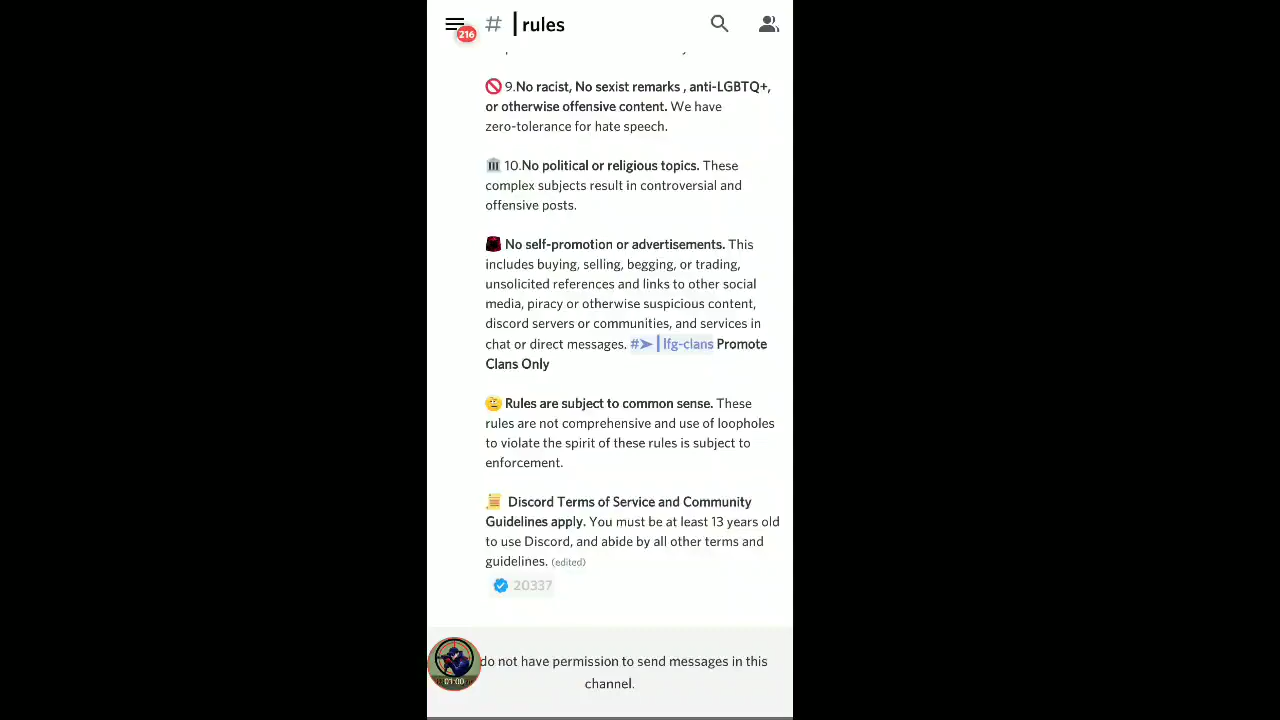 216
# | rules
🚫 9.No racist, No sexist remarks , anti-LGBTQ+,
or otherwise offensive content. We have
zero-tolerance for hate speech.
🏛 10.No political or religious topics. These
complex subjects result in controversial and
offensive posts.
No self-promotion or advertisements. This
includes buying, selling, begging, or trading,
unsolicited references and links to other social
media, piracy or otherwise suspicious content,
discord servers or communities, and services in
chat or direct messages. #➤ | lfg-clans Promote
Clans Only
Rules are subject to common sense. These
rules are not comprehensive and use of loopholes
to violate the spirit of these rules is subject to
enforcement.
📜 Discord Terms of Service and Community
Guidelines apply. You must be at least 13 years old
to use Discord, and abide by all other terms and
guidelines. (edited)
20337
do not have permission to send messages in this
channel.
01:00